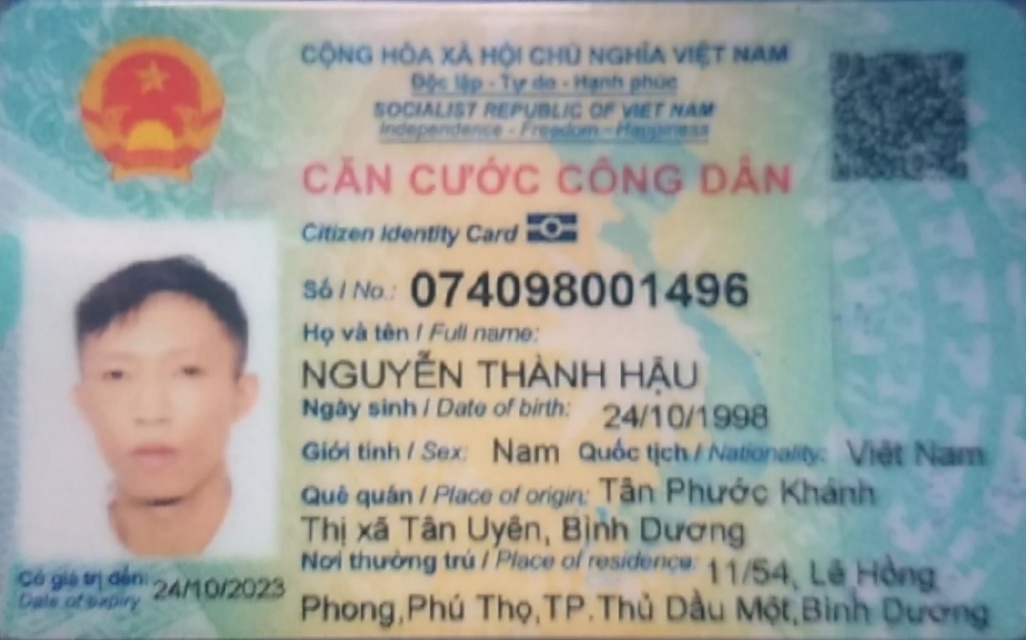 CỘNG HÒA XÃ HỘI CHỦ NGHĨA VIỆT NAM
Độc lập - Tự do - Hạnh phúc
SOCIALIST REPUBLIC OF VIET NAM
Independence - Freedom - Happiness
CĂN CƯỚC CÔNG DÂN
Citizen Identity Card
Số / No.: 074098001496
Họ và tên / Full name:
NGUYỄN THÀNH HẬU
Ngày sinh / Date of birth: 24/10/1998
Giới tính / Sex: Nam Quốc tịch / Nationality: Việt Nam
Quê quán / Place of origin: Tân Phước Khánh
Thị xã Tân Uyên, Bình Dương
Nơi thường trú / Place of residence: 11/54, Lê Hồng
Phong,Phú Thọ,TP.Thủ Dầu Một,Bình Dương
Có giá trị đến: 24/10/2023
Date of expiry